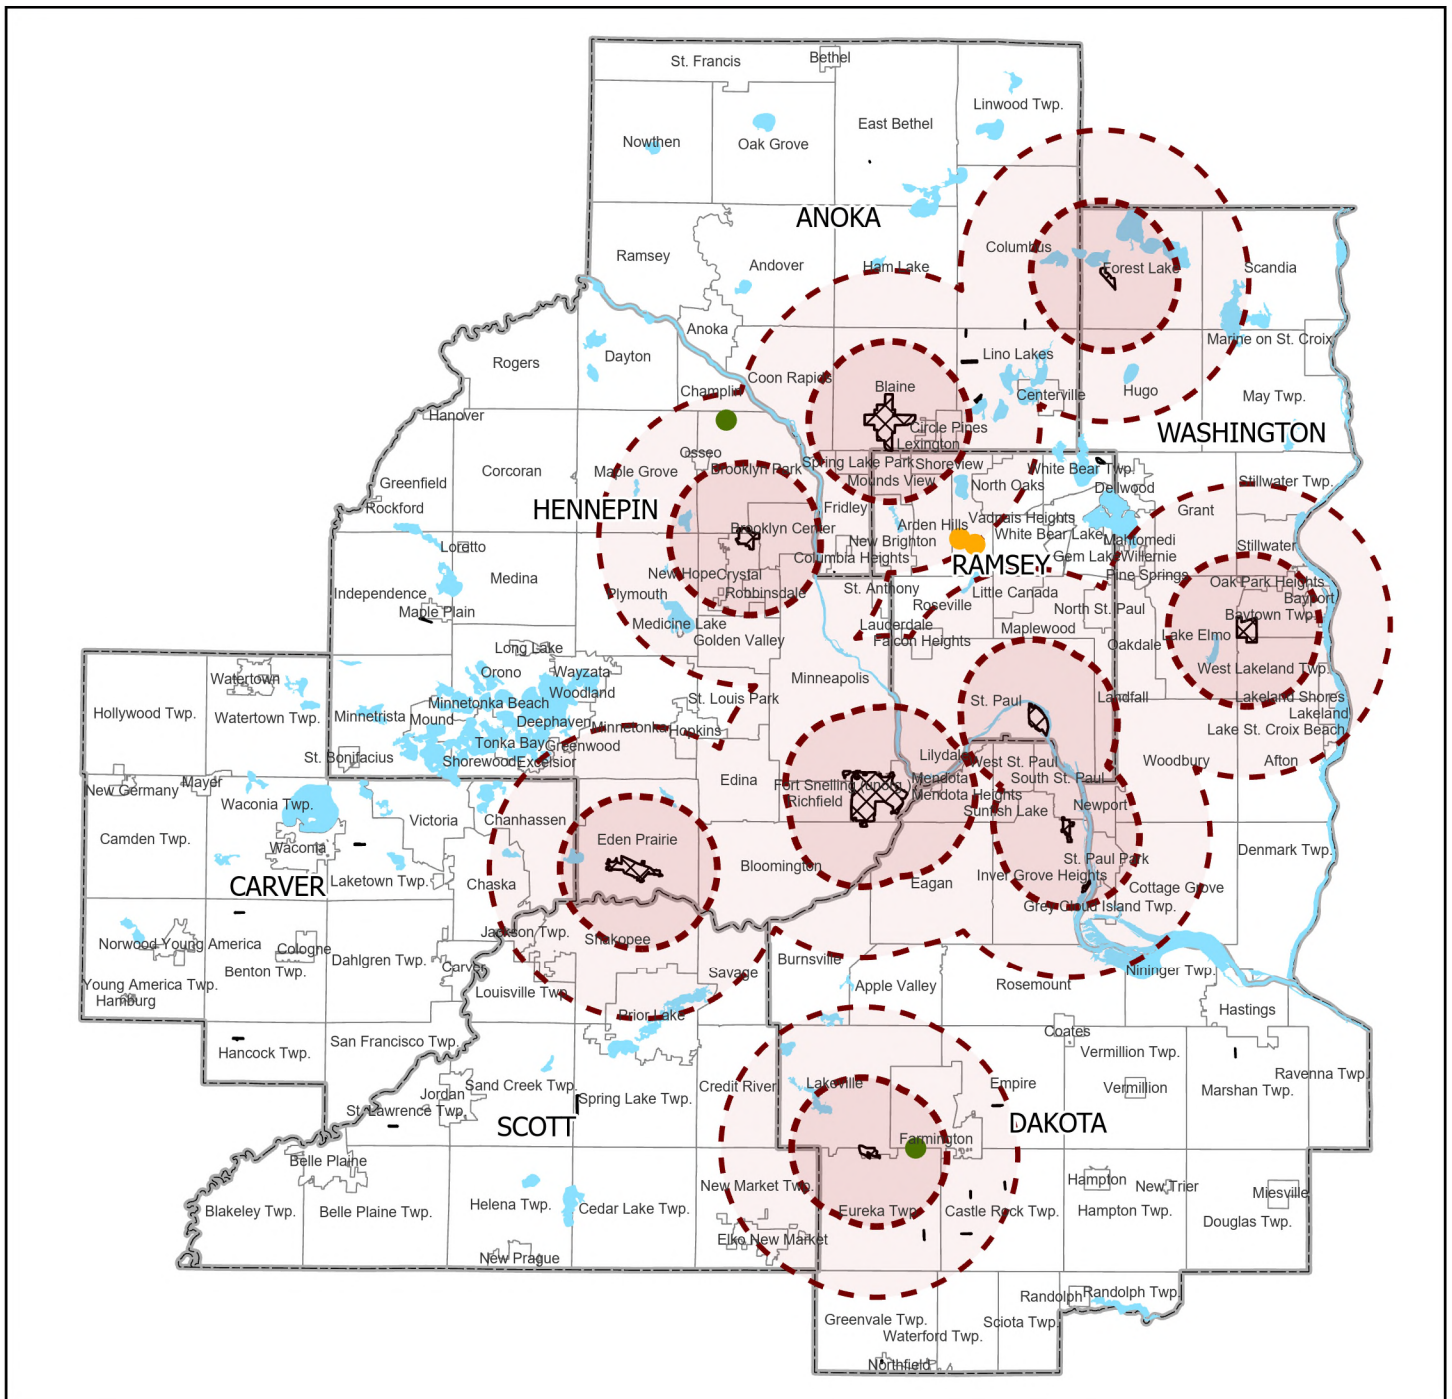 St. Francis
Bethel
Linwood Twp.
East Bethel
Nowthen
Oak Grove
ANOKA
Columbus
Ramsey
Andover
Ham Lake
Forest Lake
Scandia
Anoka
Marine on St. Croix
Rogers
Dayton
Lino Lakes
Coon Rapids
Blaine
Champlin
Centerville
Hugo
May Twp.
Hanover
Circle Pines
WASHINGTON
Lexington
Osseo
Corcoran
Maple Grove
Brooklyn Park
Spring Lake Park
Shoreview
White Bear Twp.
Greenfield
Mounds View
North Oaks
Dellwood
Stillwater Twp.
Rockford
HENNEPIN
Fridley
Grant
Arden Hills
Vadnais Heights
Brooklyn Center
White Bear Lake
New Brighton
Mahtomedi
Loretto
Columbia Heights
Gem Lake
Willernie
Stillwater
RAMSEY
Medina
New Hope
Crystal
Pine Springs
Oak Park Heights
Independence
Plymouth
Robbinsdale
St. Anthony
Little Canada
Bayport
Maple Plain
Roseville
North St. Paul
Baytown Twp.
Medicine Lake
Lauderdale
Maplewood
Lake Elmo
Golden Valley
Falcon Heights
Oakdale
Long Lake
Orono
Wayzata
West Lakeland Twp.
Watertown
Minneapolis
Woodland
Minnetonka Beach
St. Louis Park
St. Paul
Landfall
Lakeland Shores
Hollywood Twp.
Watertown Twp.
Minnetrista
Mound
Deephaven
Minnetonka
Hopkins
Lakeland
Lake St. Croix Beach
Tonka Bay
Greenwood
St. Bonifacius
Shorewood
Excelsior
Lilydale
West St. Paul
Woodbury
Afton
Mayer
New Germany
Edina
Fort Snelling (unorg.)
Mendota
South St. Paul
Waconia Twp.
Richfield
Mendota Heights
Newport
Victoria
Chanhassen
Sunfish Lake
Camden Twp.
Eden Prairie
Waconia
Denmark Twp.
St. Paul Park
CARVER
Laketown Twp.
Chaska
Bloomington
Eagan
Inver Grove Heights
Cottage Grove
Grey Cloud Island Twp.
Jackson Twp.
Shakopee
Norwood Young America
Cologne
Dahlgren Twp.
Carver
Burnsville
Benton Twp.
Savage
Nininger Twp.
Young America Twp.
Louisville Twp.
Apple Valley
Rosemount
Hamburg
Prior Lake
Hastings
Coates
San Francisco Twp.
Hancock Twp.
Vermillion Twp.
Ravenna Twp.
Sand Creek Twp.
Credit River
Lakeville
Empire
Vermillion
Marshan Twp.
Jordan
Spring Lake Twp.
St. Lawrence Twp.
SCOTT
DAKOTA
Farmington
Belle Plaine
Hampton
New Trier
New Market Twp.
Miesville
Blakeley Twp.
Belle Plaine Twp.
Helena Twp.
Cedar Lake Twp.
Eureka Twp.
Castle Rock Twp.
Hampton Twp.
Douglas Twp.
Elko New Market
New Prague
Randolph
Randolph Twp.
Greenvale Twp.
Sciota Twp.
Waterford Twp.
Northfield